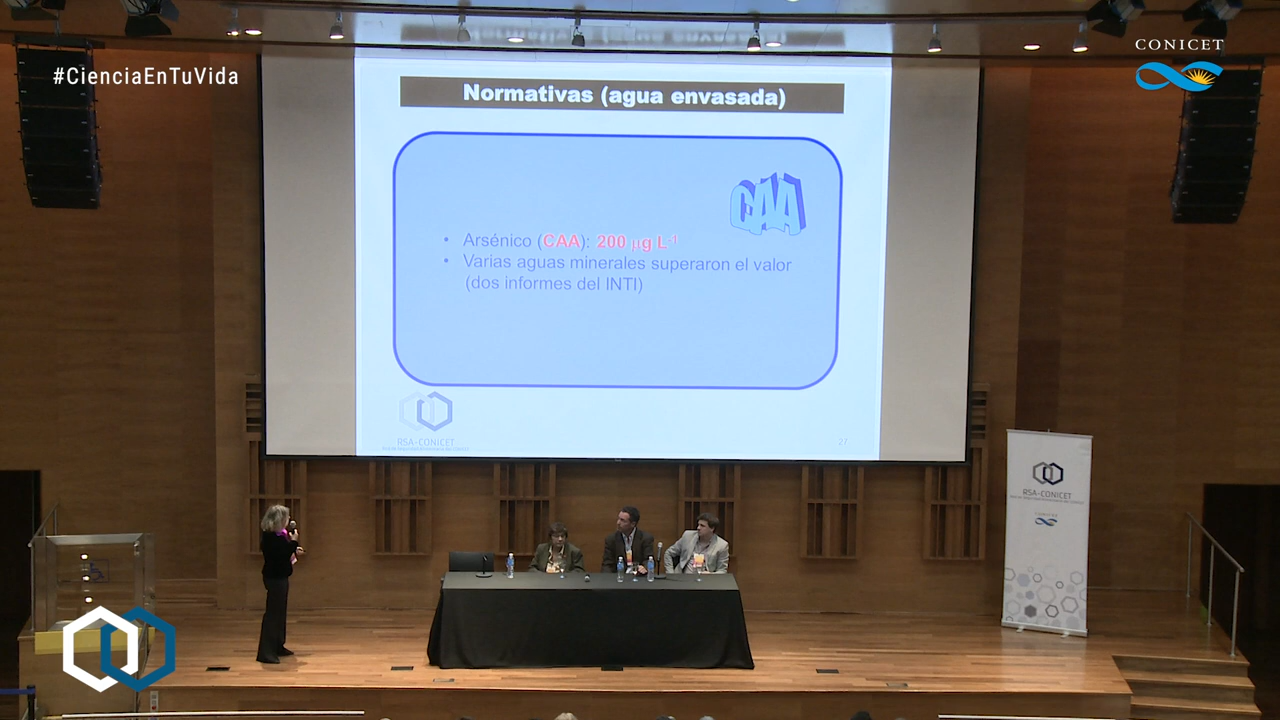 #CienciaEnTuVida
CONICET
Normativas (agua envasada)
CAA
• Arsénico (CAA): 200 µg L-1
• Varias aguas minerales superaron el valor
(dos informes del INTI)
RSA-CONICET
27
RSA-CONICET
CONICET